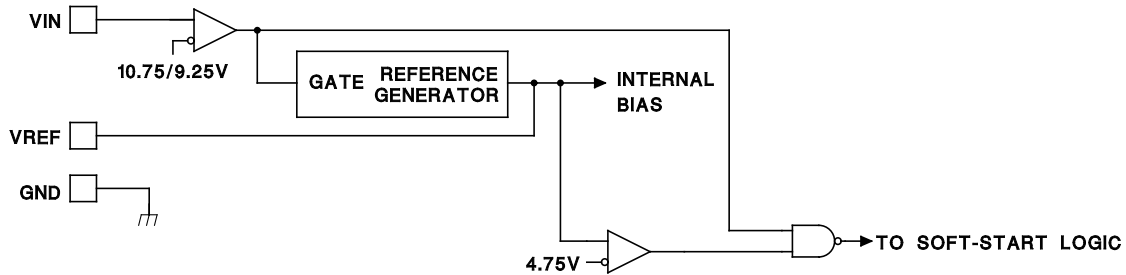 VIN
10.75/9.25V
GATE
REFERENCE
GENERATOR
INTERNAL
BIAS
VREF
GND
4.75V
TO SOFT-START LOGIC